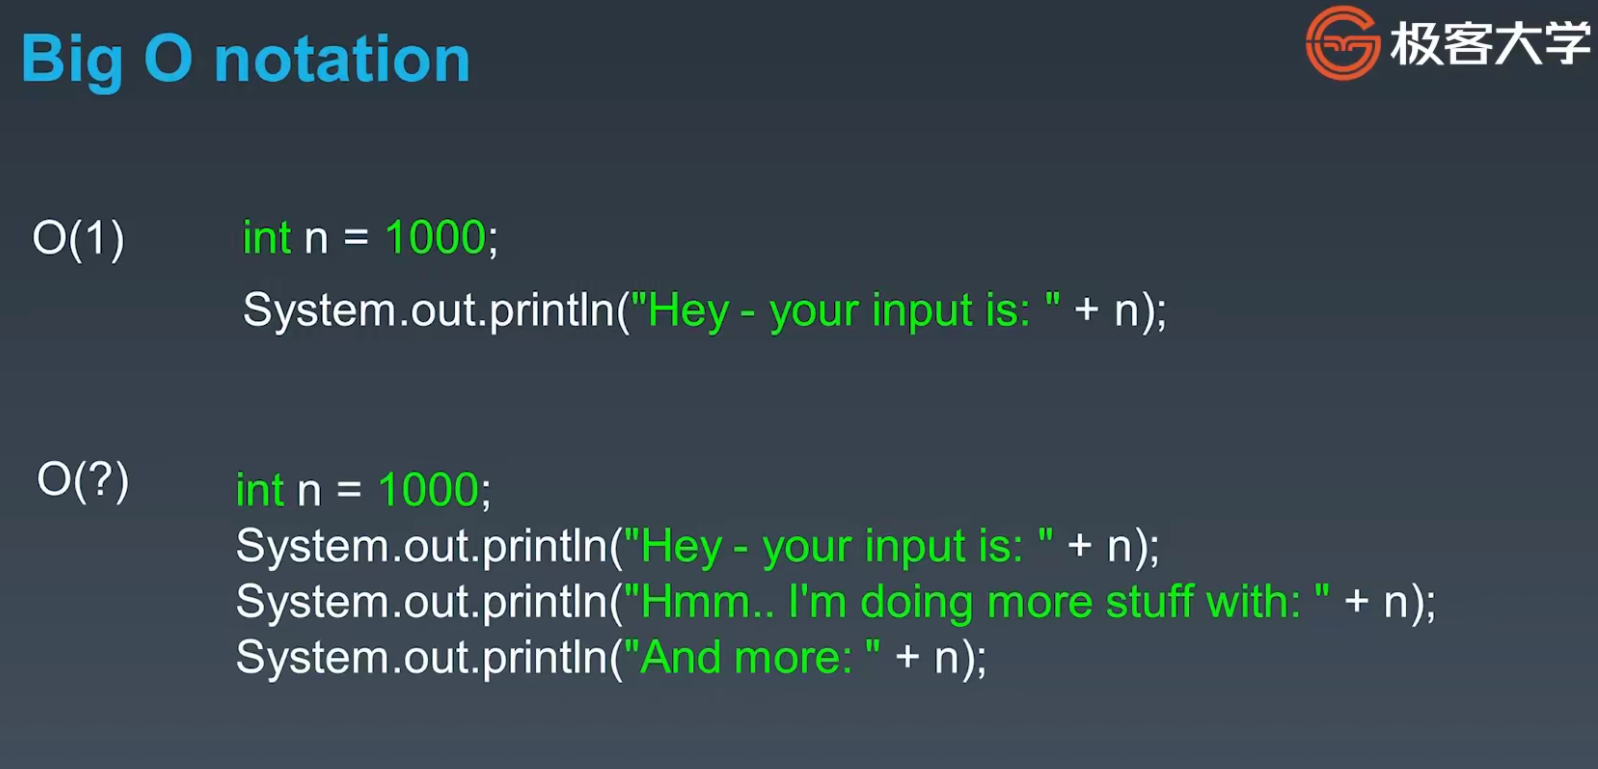 Big O notation
极客大学
O(1)
int n = 1000;
System.out.println("Hey - your input is: " + n);
O(?)
int n = 1000;
System.out.println("Hey - your input is: " + n);
System.out.println("Hmm.. I'm doing more stuff with: " + n);
System.out.println("And more: " + n);